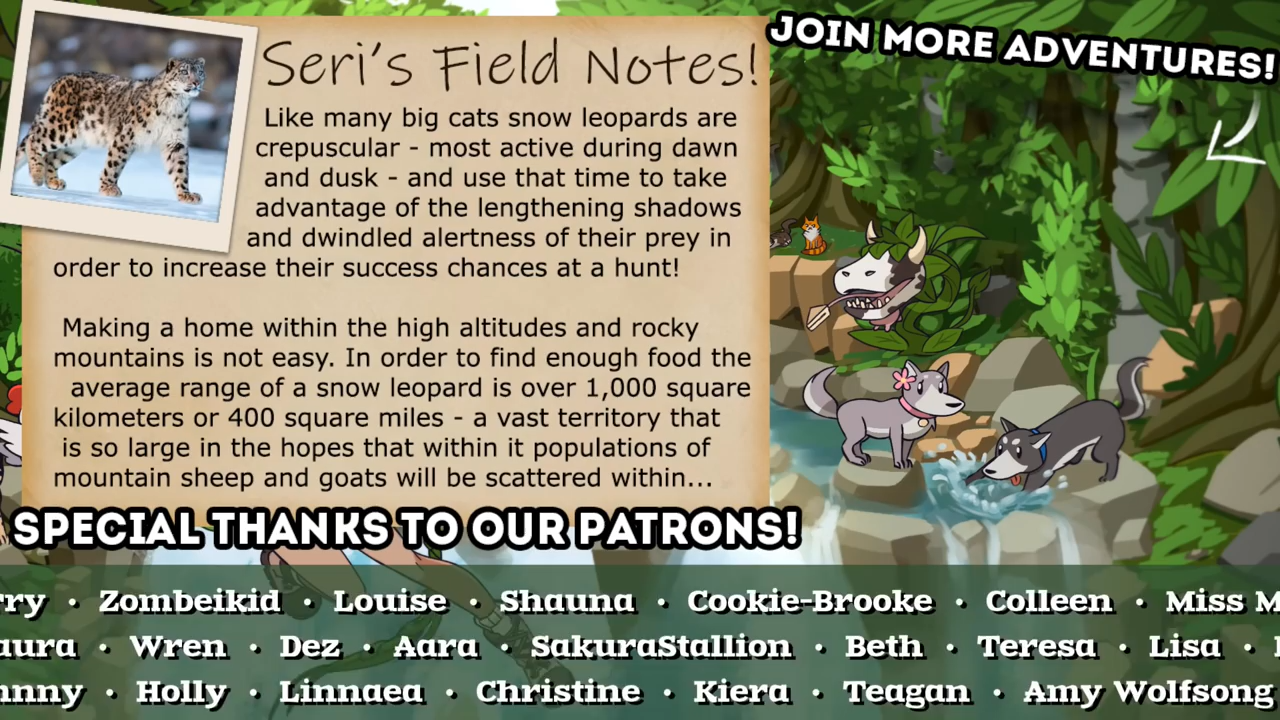 Seri's Field Notes!
JOIN MORE ADVENTURES!
Like many big cats snow leopards are
crepuscular - most active during dawn
and dusk - and use that time to take
advantage of the lengthening shadows
and dwindled alertness of their prey in
order to increase their success chances at a hunt!
Making a home within the high altitudes and rocky
mountains is not easy. In order to find enough food the
average range of a snow leopard is over 1,000 square
kilometers or 400 square miles - a vast territory that
is so large in the hopes that within it populations of
mountain sheep and goats will be scattered within...
SPECIAL THANKS TO OUR PATRONS!
rry · Zombeikid · Louise · Shauna · Cookie-Brooke · Colleen · Miss M
aura · Wren · Dez · Aara · SakuraStallion · Beth · Teresa · Lisa ·
nny · Holly · Linnaea · Christine · Kiera · Teagan · Amy Wolfsong